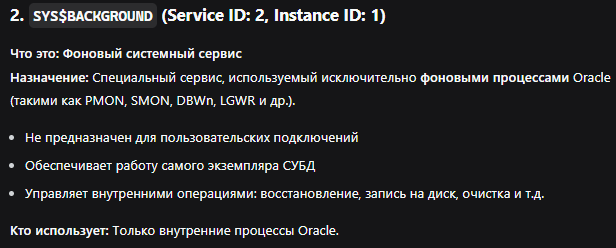 2. SYS$BACKGROUND (Service ID: 2, Instance ID: 1)
Что это: Фоновый системный сервис
Назначение: Специальный сервис, используемый исключительно фоновыми процессами Oracle
(такими как PMON, SMON, DBWn, LGWR и др.).
• Не предназначен для пользовательских подключений
• Обеспечивает работу самого экземпляра СУБД
• Управляет внутренними операциями: восстановление, запись на диск, очистка и т.д.
Кто использует: Только внутренние процессы Oracle.